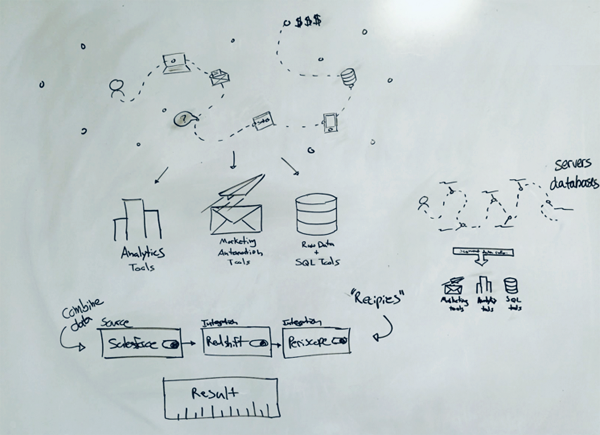 $$$
?
servers
databases
Analytics
Tools
Marketing
Automation
Tools
Raw Data
+
SQL Tools
Marketing
tools
Analytics
tools
SQL
tools
combine
data
"Recipies"
Source
Salesforce
Integration
Redshift
Integration
Periscope
Result